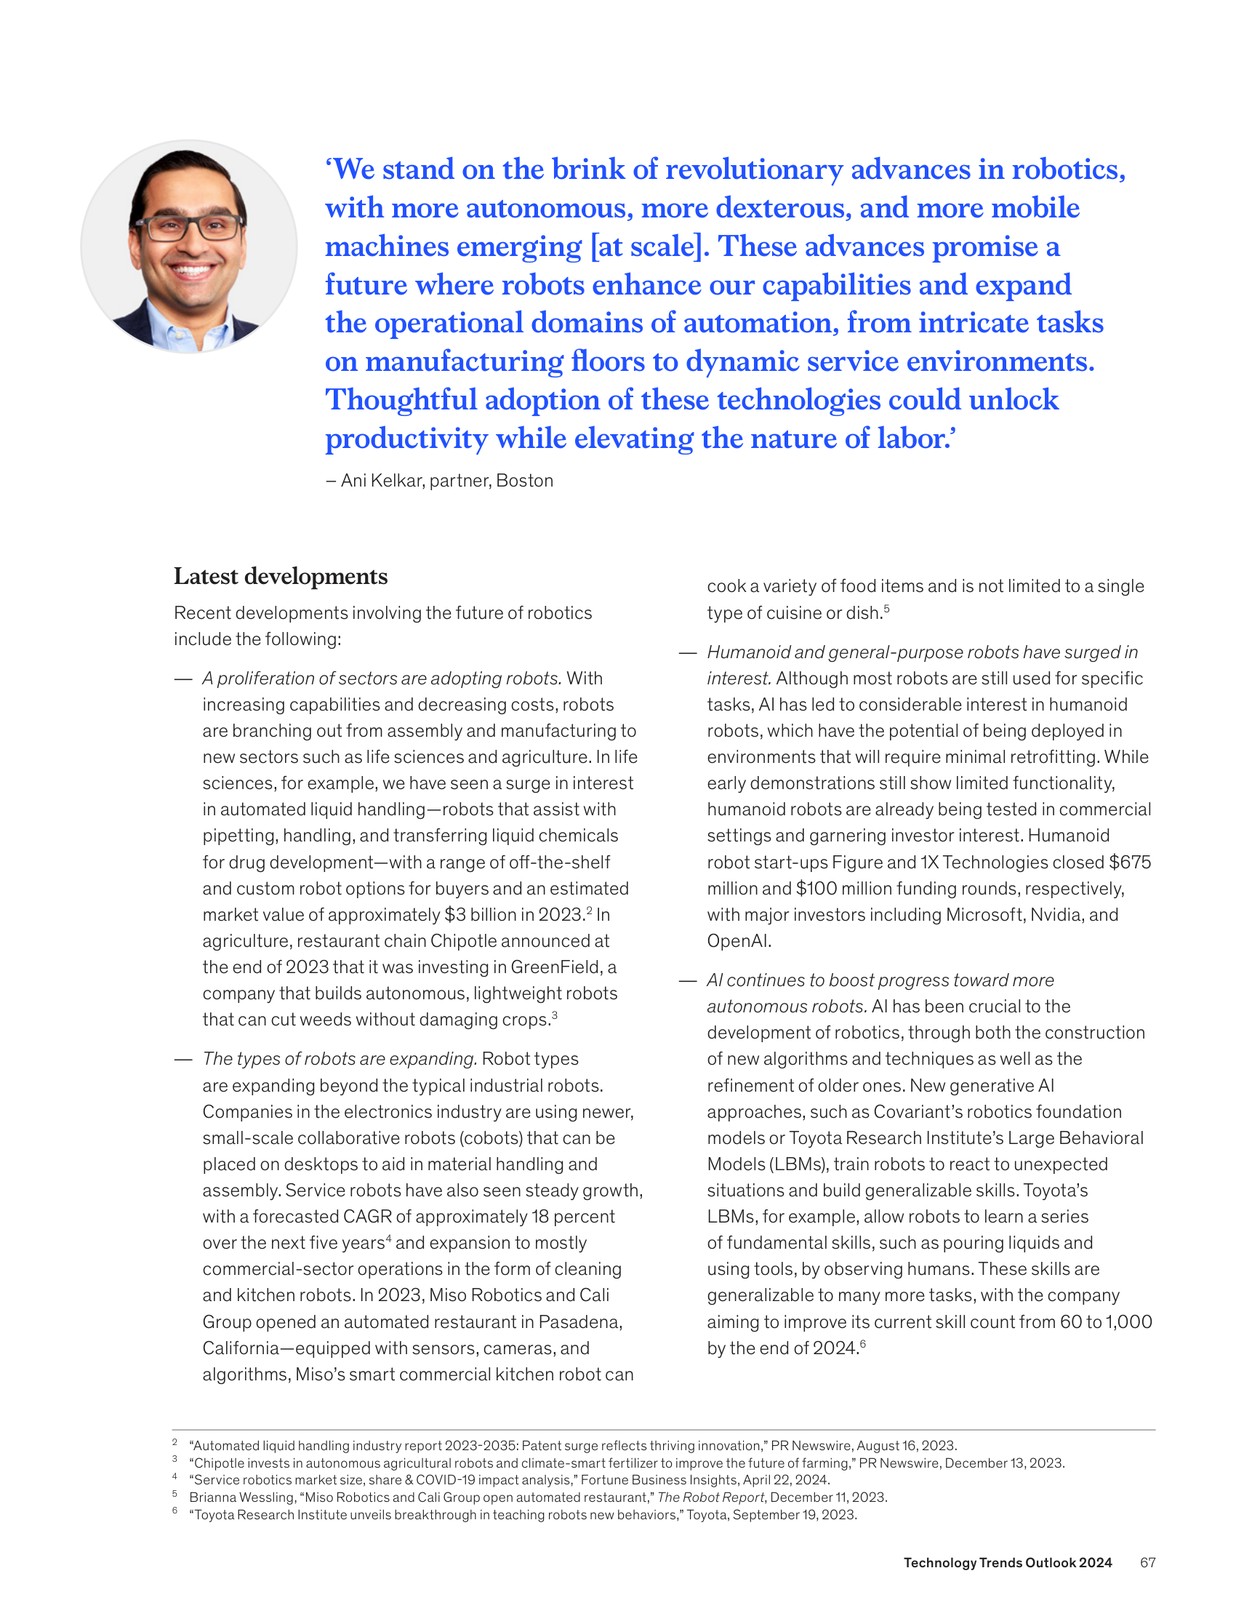 ‘We stand on the brink of revolutionary advances in robotics,
with more autonomous, more dexterous, and more mobile
machines emerging [at scale]. These advances promise a
future where robots enhance our capabilities and expand
the operational domains of automation, from intricate tasks
on manufacturing floors to dynamic service environments.
Thoughtful adoption of these technologies could unlock
productivity while elevating the nature of labor.’
– Ani Kelkar, partner, Boston
Latest developments
Recent developments involving the future of robotics
include the following:
— A proliferation of sectors are adopting robots. With
increasing capabilities and decreasing costs, robots
are branching out from assembly and manufacturing to
new sectors such as life sciences and agriculture. In life
sciences, for example, we have seen a surge in interest
in automated liquid handling—robots that assist with
pipetting, handling, and transferring liquid chemicals
for drug development—with a range of off-the-shelf
and custom robot options for buyers and an estimated
market value of approximately $3 billion in 2023.² In
agriculture, restaurant chain Chipotle announced at
the end of 2023 that it was investing in GreenField, a
company that builds autonomous, lightweight robots
that can cut weeds without damaging crops.³
— The types of robots are expanding. Robot types
are expanding beyond the typical industrial robots.
Companies in the electronics industry are using newer,
small-scale collaborative robots (cobots) that can be
placed on desktops to aid in material handling and
assembly. Service robots have also seen steady growth,
with a forecasted CAGR of approximately 18 percent
over the next five years⁴ and expansion to mostly
commercial-sector operations in the form of cleaning
and kitchen robots. In 2023, Miso Robotics and Cali
Group opened an automated restaurant in Pasadena,
California—equipped with sensors, cameras, and
algorithms, Miso’s smart commercial kitchen robot can
cook a variety of food items and is not limited to a single
type of cuisine or dish.⁵
— Humanoid and general-purpose robots have surged in
interest. Although most robots are still used for specific
tasks, AI has led to considerable interest in humanoid
robots, which have the potential of being deployed in
environments that will require minimal retrofitting. While
early demonstrations still show limited functionality,
humanoid robots are already being tested in commercial
settings and garnering investor interest. Humanoid
robot start-ups Figure and 1X Technologies closed $675
million and $100 million funding rounds, respectively,
with major investors including Microsoft, Nvidia, and
OpenAI.
— AI continues to boost progress toward more
autonomous robots. AI has been crucial to the
development of robotics, through both the construction
of new algorithms and techniques as well as the
refinement of older ones. New generative AI
approaches, such as Covariant’s robotics foundation
models or Toyota Research Institute’s Large Behavioral
Models (LBMs), train robots to react to unexpected
situations and build generalizable skills. Toyota’s
LBMs, for example, allow robots to learn a series
of fundamental skills, such as pouring liquids and
using tools, by observing humans. These skills are
generalizable to many more tasks, with the company
aiming to improve its current skill count from 60 to 1,000
by the end of 2024.⁶
² “Automated liquid handling industry report 2023-2035: Patent surge reflects thriving innovation,” PR Newswire, August 16, 2023.
³ “Chipotle invests in autonomous agricultural robots and climate-smart fertilizer to improve the future of farming,” PR Newswire, December 13, 2023.
⁴ “Service robotics market size, share & COVID-19 impact analysis,” Fortune Business Insights, April 22, 2024.
⁵ Brianna Wessling, “Miso Robotics and Cali Group open automated restaurant,” The Robot Report, December 11, 2023.
⁶ “Toyota Research Institute unveils breakthrough in teaching robots new behaviors,” Toyota, September 19, 2023.
Technology Trends Outlook 2024 67